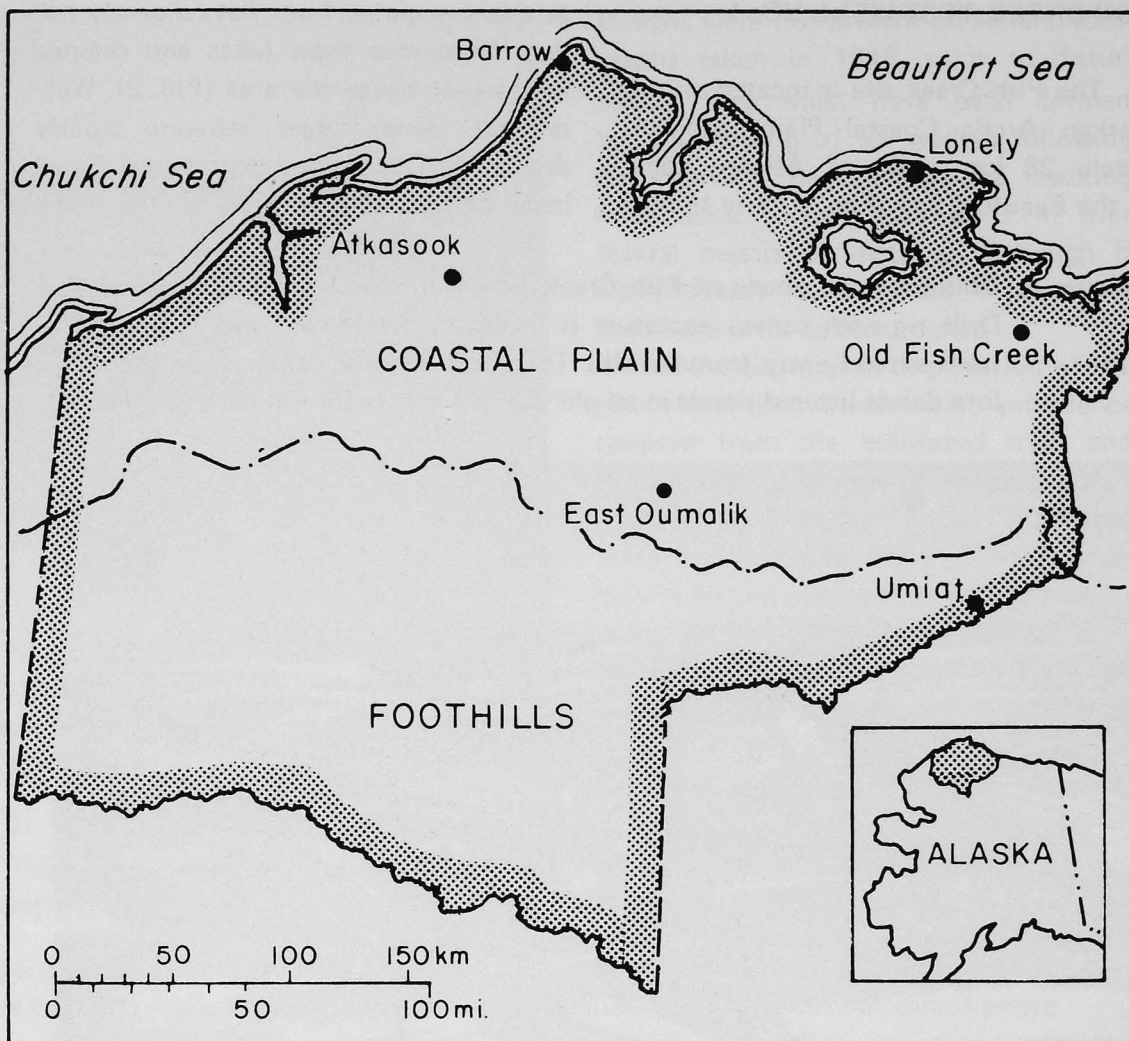 Barrow
Beaufort Sea
Chukchi Sea
Lonely
Atkasook
COASTAL PLAIN
Old Fish Creek
East Oumalik
Umiat
FOOTHILLS
ALASKA
0 50 100 150 km
0 50 100 mi.